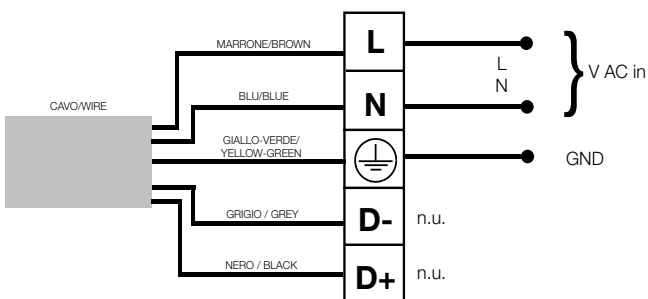 MARRONE/BROWN
L
L
N
V AC in
CAVO/WIRE
BLU/BLUE
N
GIALLO-VERDE/
YELLOW-GREEN
GND
GRIGIO / GREY
D-
n.u.
NERO / BLACK
D+
n.u.